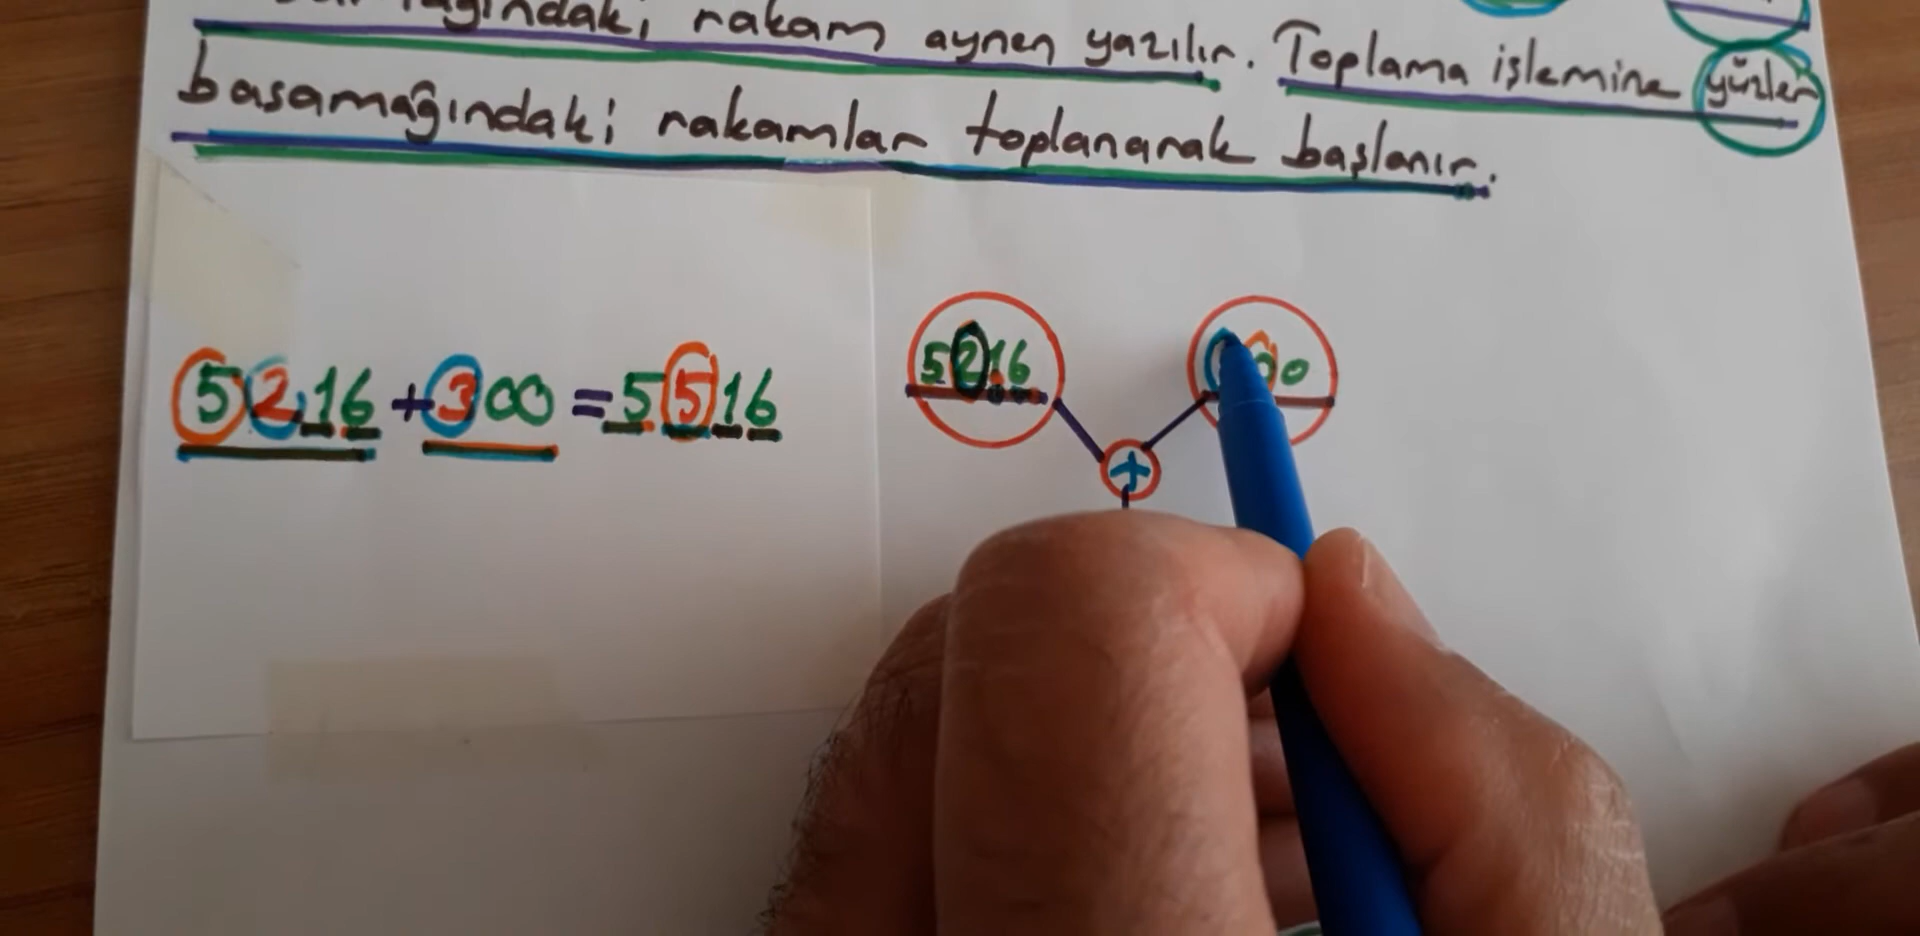 rakam aynen yazılır. Toplama işlemine yüzler
basamağındaki rakamlar toplanarak başlanır.
5216 + 300 = 5516
5216
+